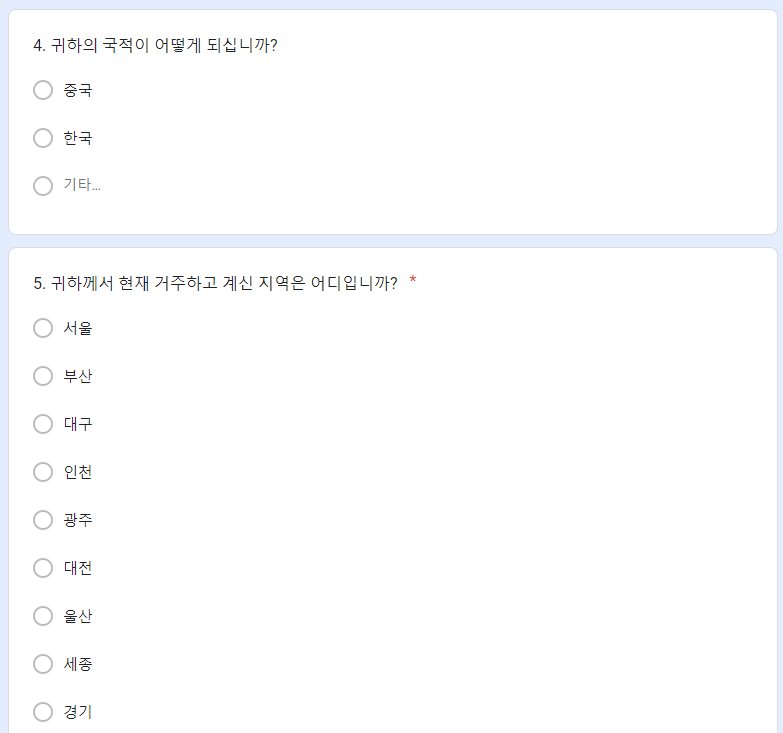 4. 귀하의 국적이 어떻게 되십니까?
중국
한국
기타...
5. 귀하께서 현재 거주하고 계신 지역은 어디입니까? *
서울
부산
대구
인천
광주
대전
울산
세종
경기